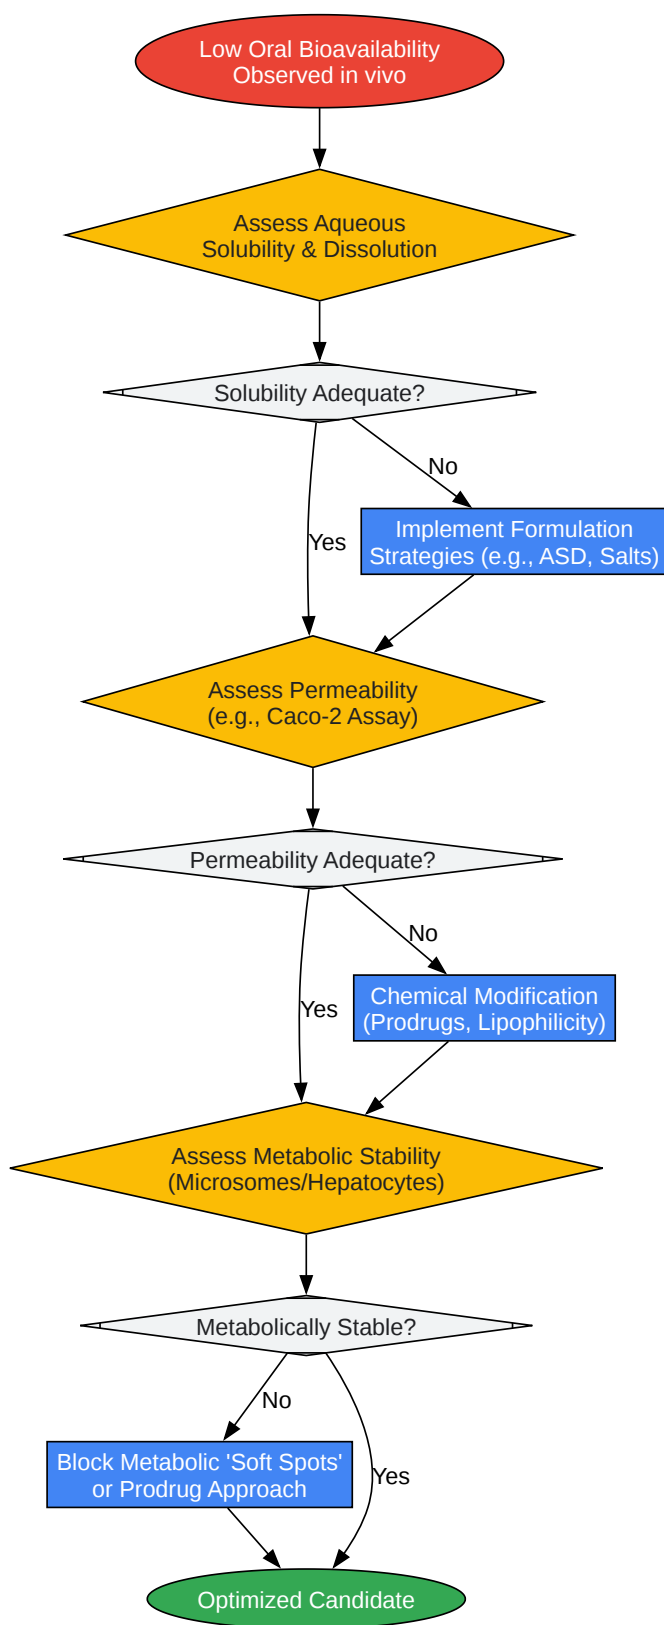 Low Oral Bioavailability
Observed in vivo
Assess Aqueous
Solubility & Dissolution
Solubility Adequate?
No
Yes
Implement Formulation
Strategies (e.g., ASD, Salts)
Assess Permeability
(e.g., Caco-2 Assay)
Permeability Adequate?
No
Yes
Chemical Modification
(Prodrugs, Lipophilicity)
Assess Metabolic Stability
(Microsomes/Hepatocytes)
Metabolically Stable?
No
Block Metabolic 'Soft Spots'
or Prodrug Approach
Yes
Optimized Candidate